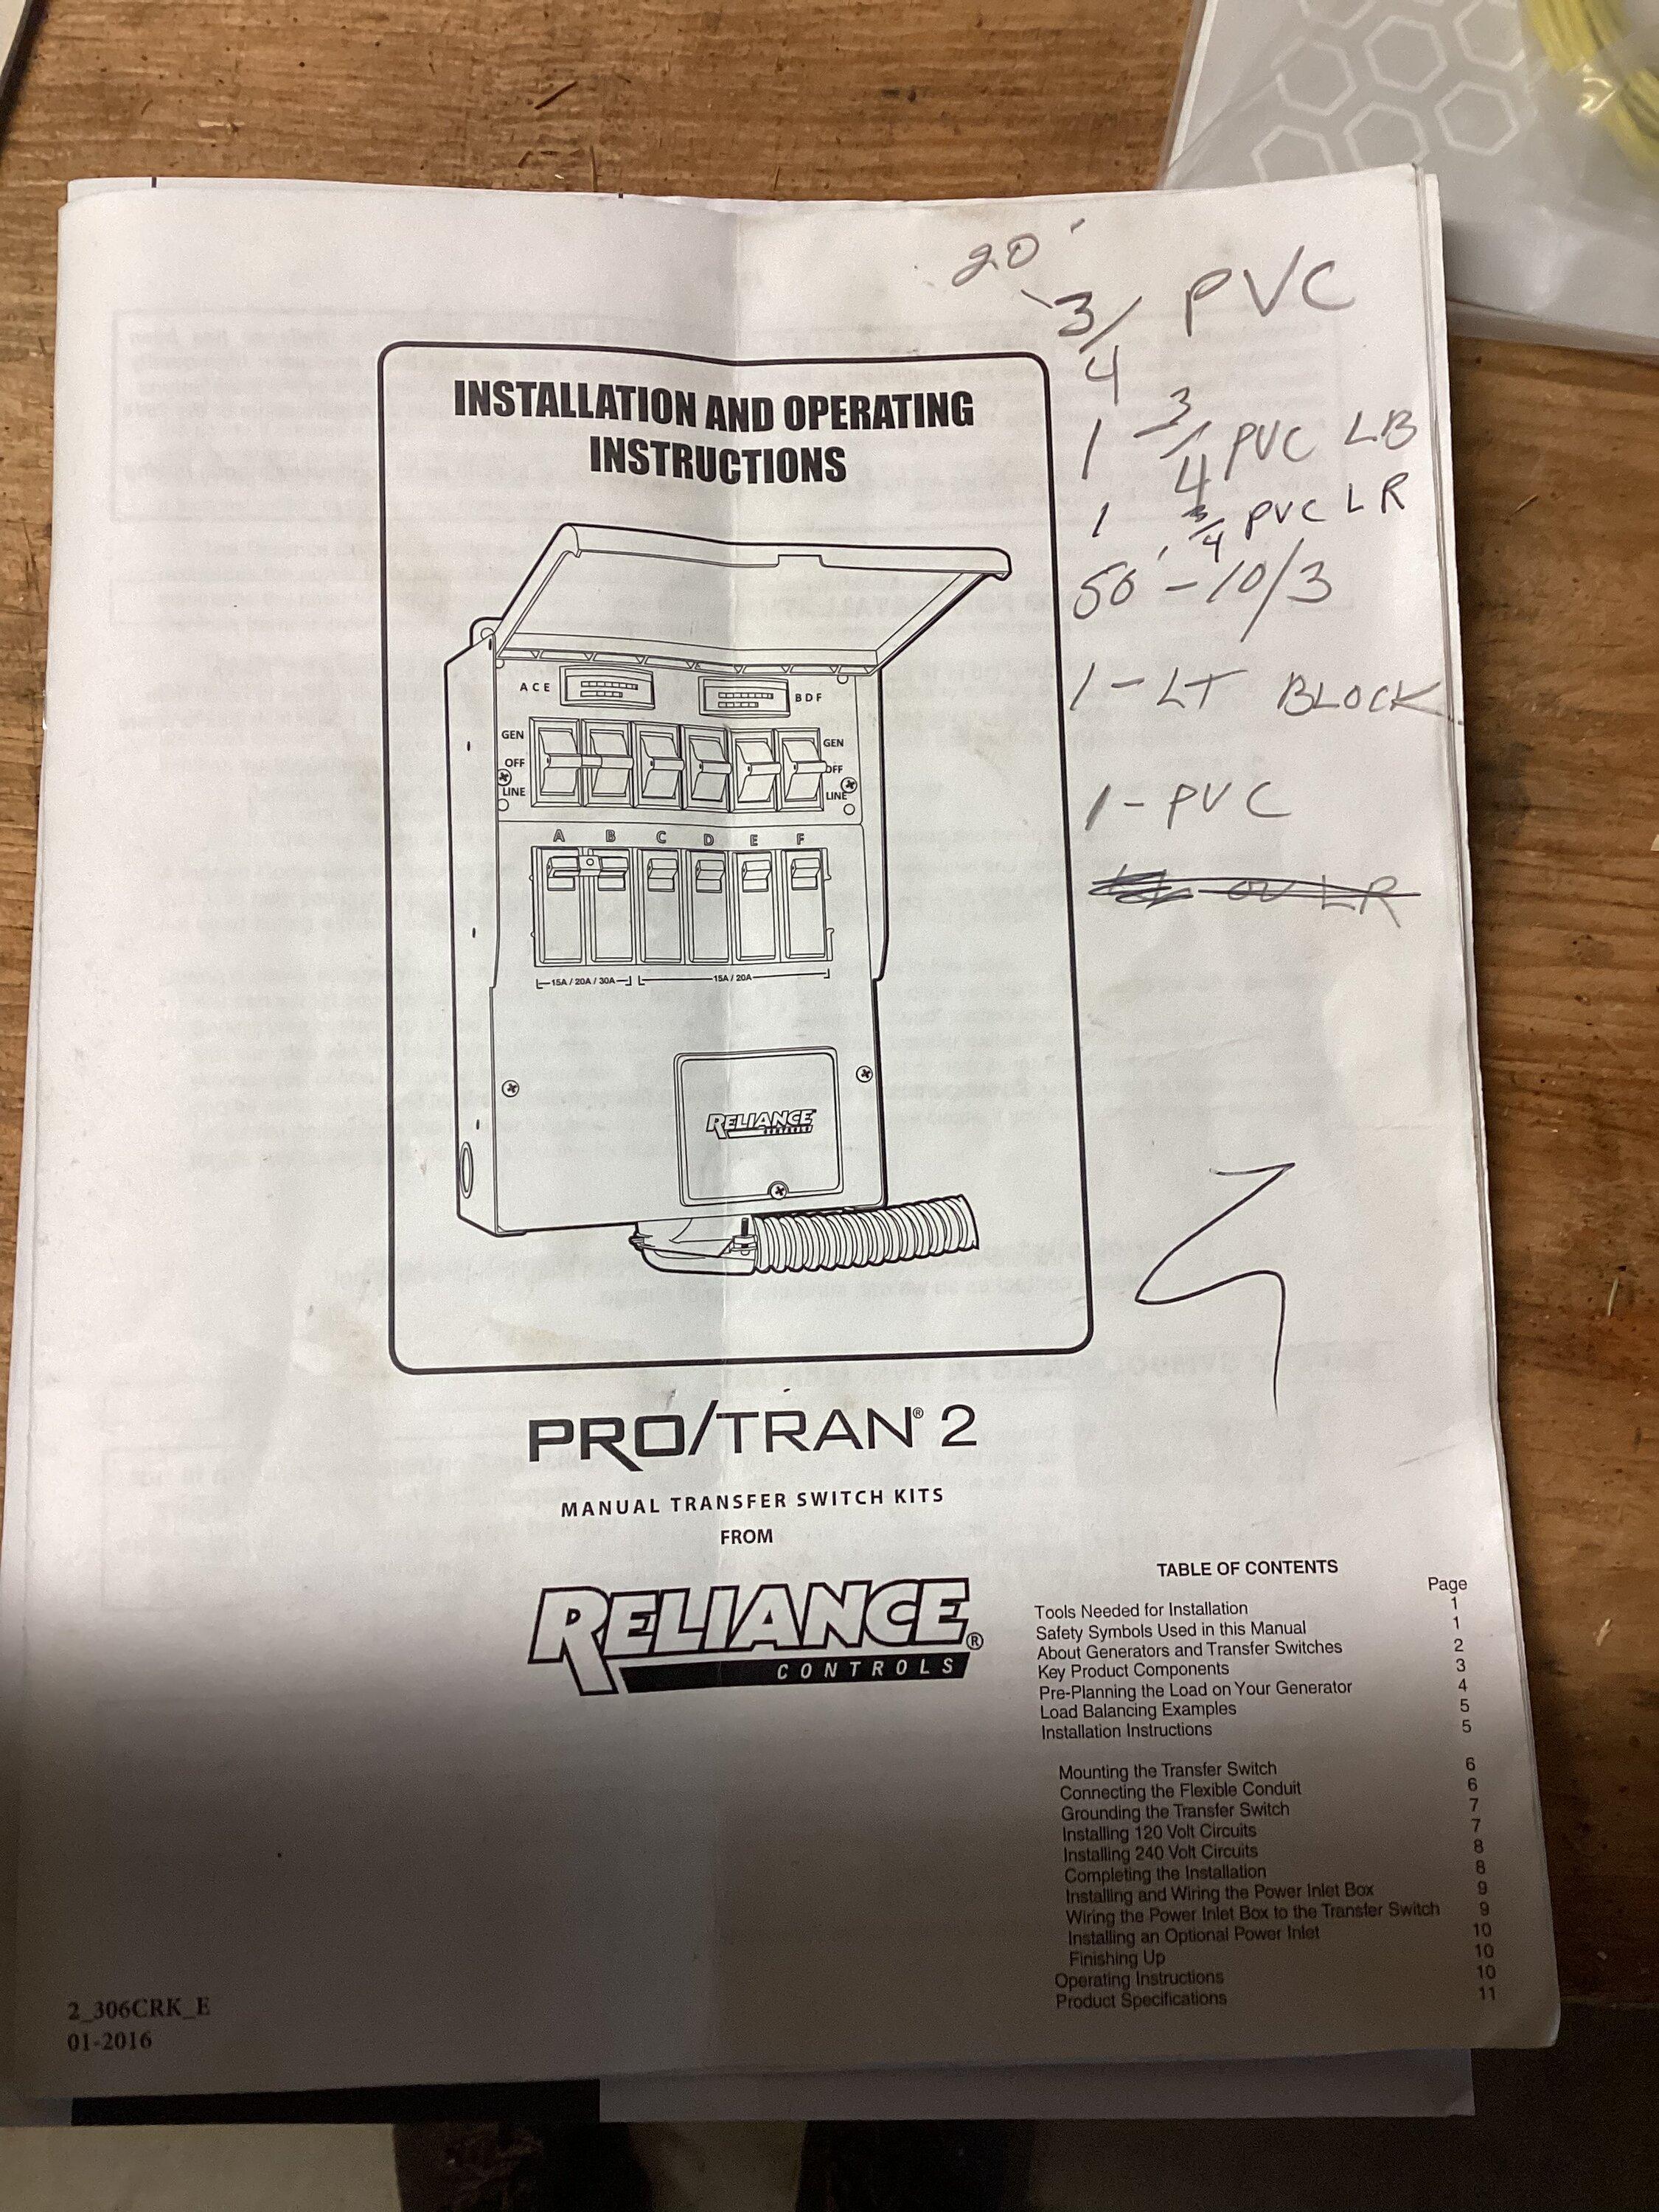 20'
3/4 PVC
1 3/4 PVC LB
1 3/4 PVC LR
50' - 10/3
1 - LT BLOCK
1 - PVC
OR LR
INSTALLATION AND OPERATING
INSTRUCTIONS
A C E
B D F
GEN
OFF
LINE
GEN
OFF
LINE
A B C D E F
15A / 20A / 30A
15A / 20A
RELIANCE
CONTROLS
PRO/TRAN® 2
MANUAL TRANSFER SWITCH KITS
FROM
RELIANCE®
CONTROLS
TABLE OF CONTENTS
Page
Tools Needed for Installation 1
Safety Symbols Used in this Manual 1
About Generators and Transfer Switches 2
Key Product Components 3
Pre-Planning the Load on Your Generator 4
Load Balancing Examples 5
Installation Instructions 5
Mounting the Transfer Switch 6
Connecting the Flexible Conduit 6
Grounding the Transfer Switch 7
Installing 120 Volt Circuits 7
Installing 240 Volt Circuits 8
Completing the Installation 8
Installing and Wiring the Power Inlet Box 9
Wiring the Power Inlet Box to the Transfer Switch 9
Installing an Optional Power Inlet 10
Finishing Up 10
Operating Instructions 10
Product Specifications 11
2_306CRK_E
01-2016